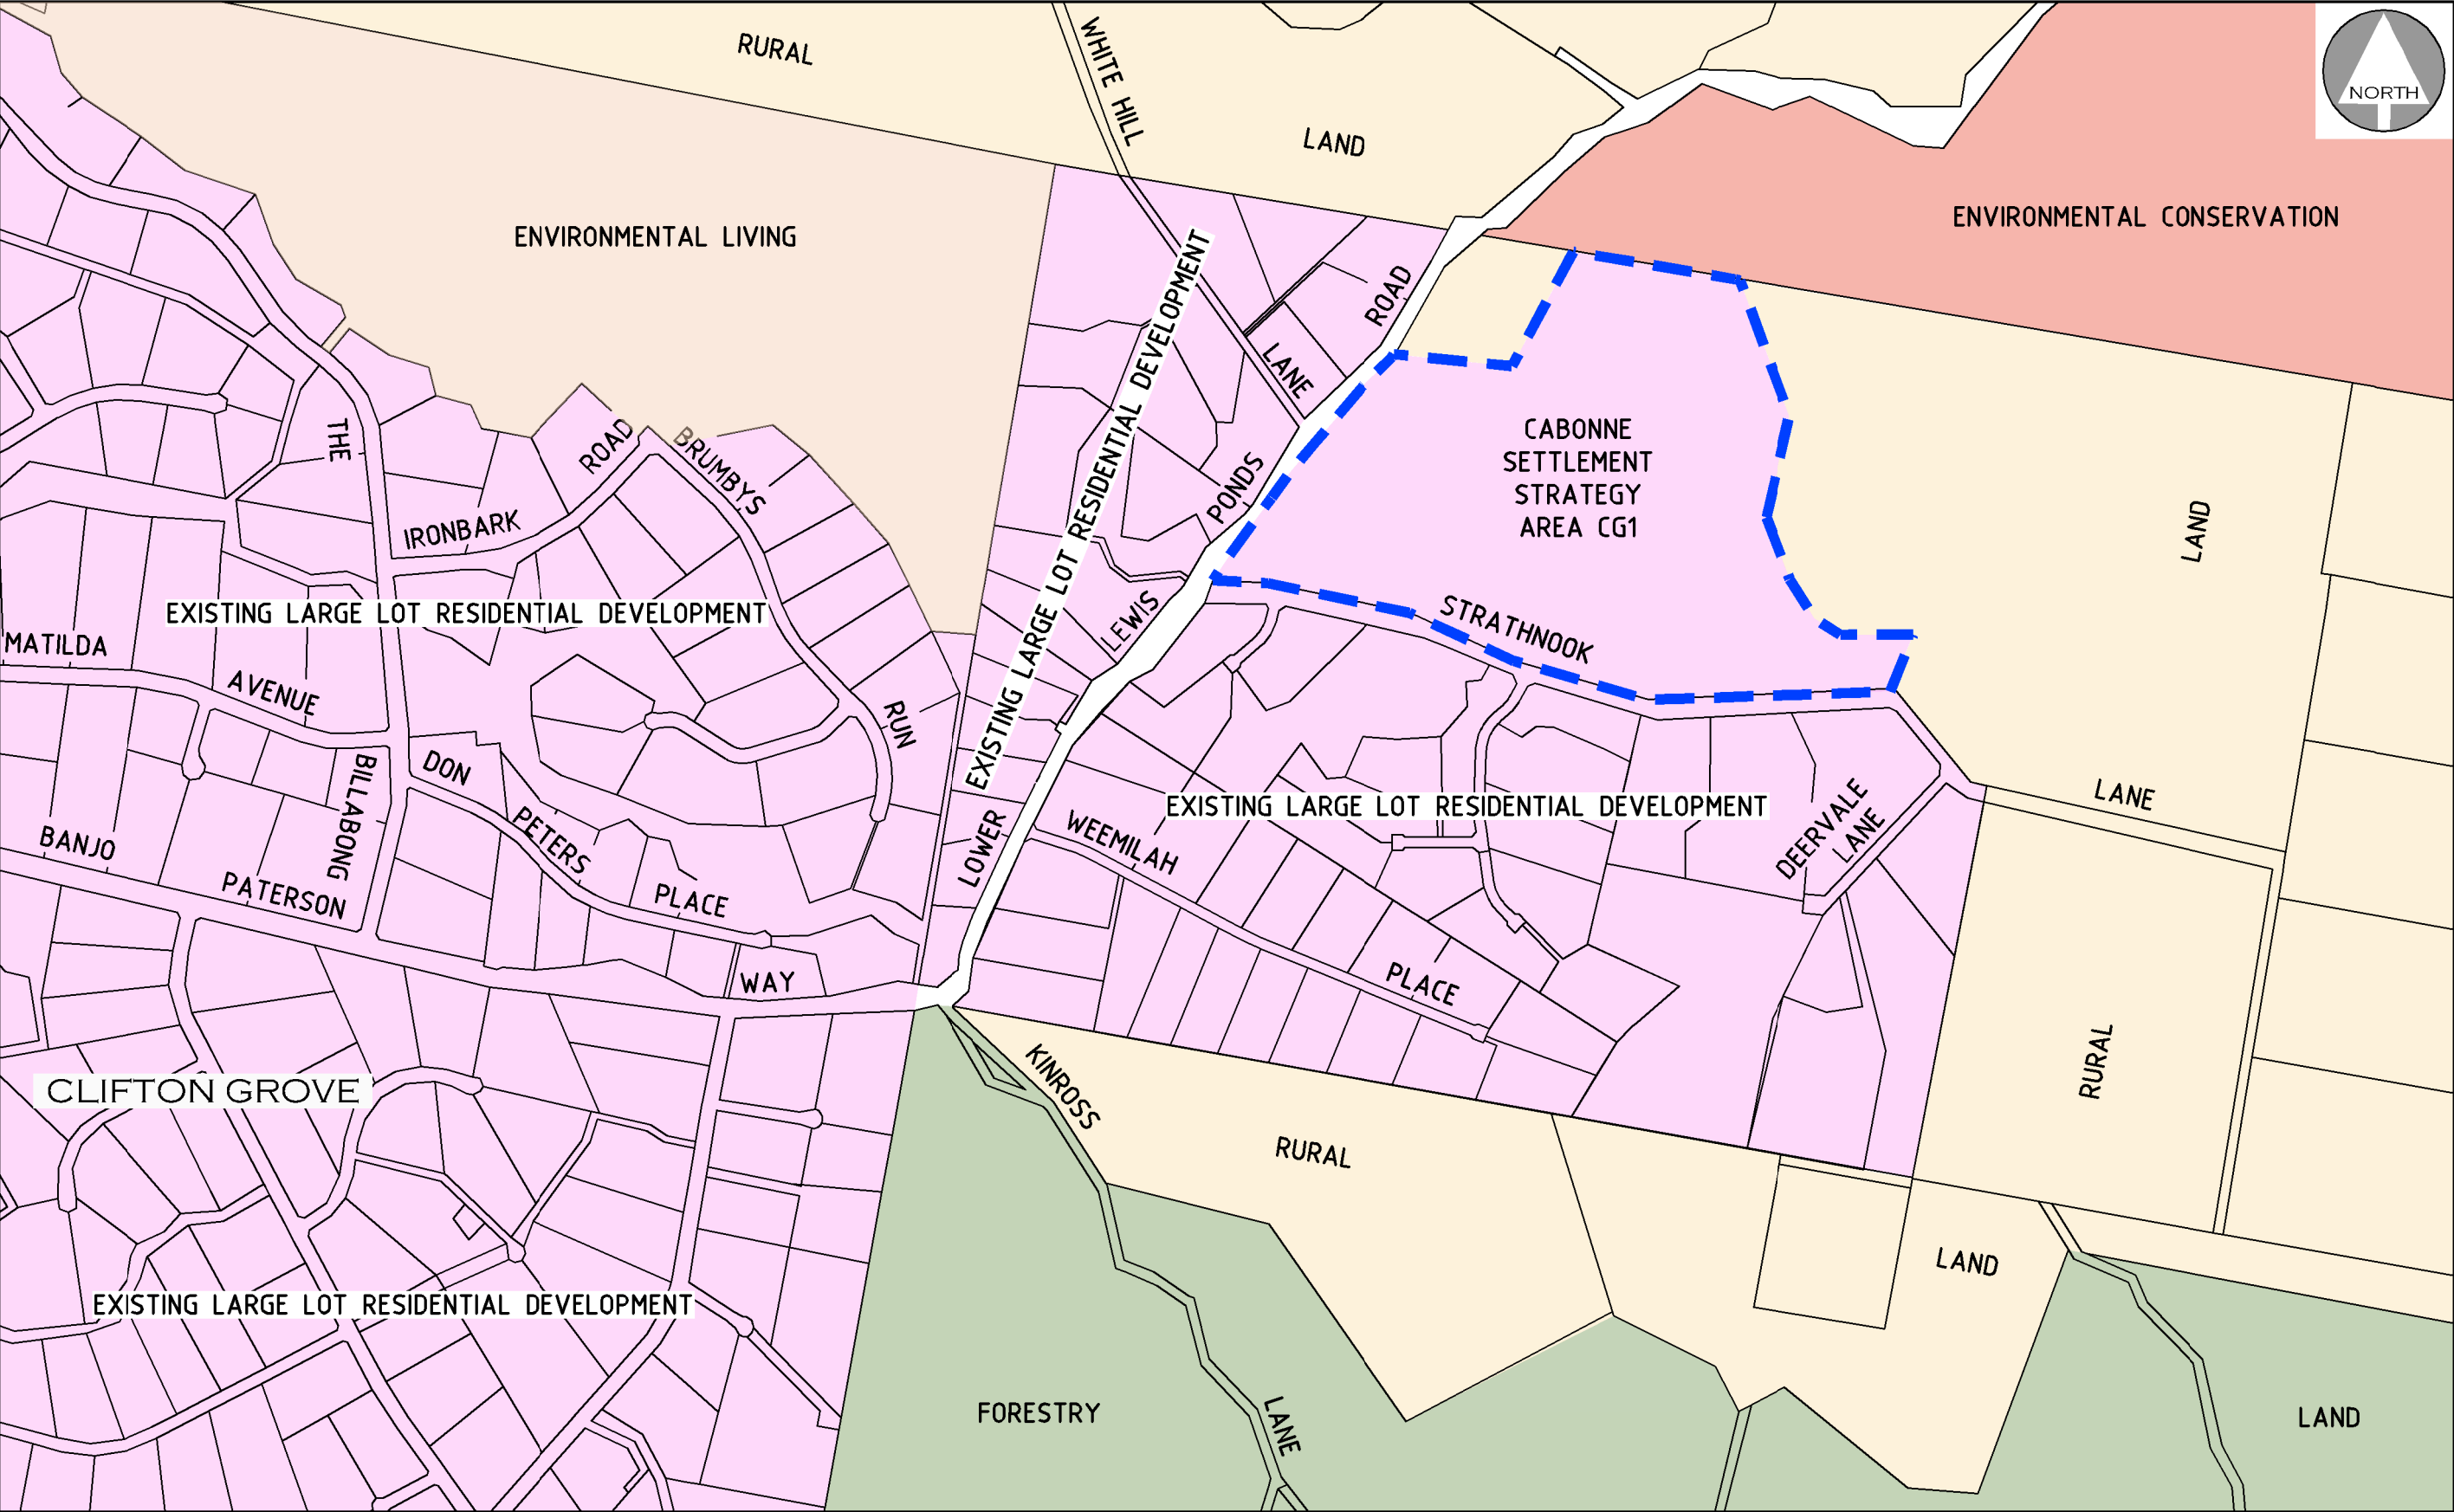 RURAL
WHITE HILL
LAND
NORTH
ENVIRONMENTAL LIVING
ENVIRONMENTAL CONSERVATION
EXISTING LARGE LOT RESIDENTIAL DEVELOPMENT
ROAD
LANE
CABONNE
SETTLEMENT
STRATEGY
AREA CG1
THE
ROAD
BRUMBYS
IRONBARK
PONDS
LAND
EXISTING LARGE LOT RESIDENTIAL DEVELOPMENT
LEWIS
STRATHNOOK
MATILDA
AVENUE
RUN
DON
BILLABONG
PETERS
LOWER
WEEMILAH
EXISTING LARGE LOT RESIDENTIAL DEVELOPMENT
DEERVALE
LANE
LANE
BANJO
PATERSON
PLACE
WAY
PLACE
CLIFTON GROVE
KINROSS
RURAL
RURAL
LAND
EXISTING LARGE LOT RESIDENTIAL DEVELOPMENT
FORESTRY
LANE
LAND